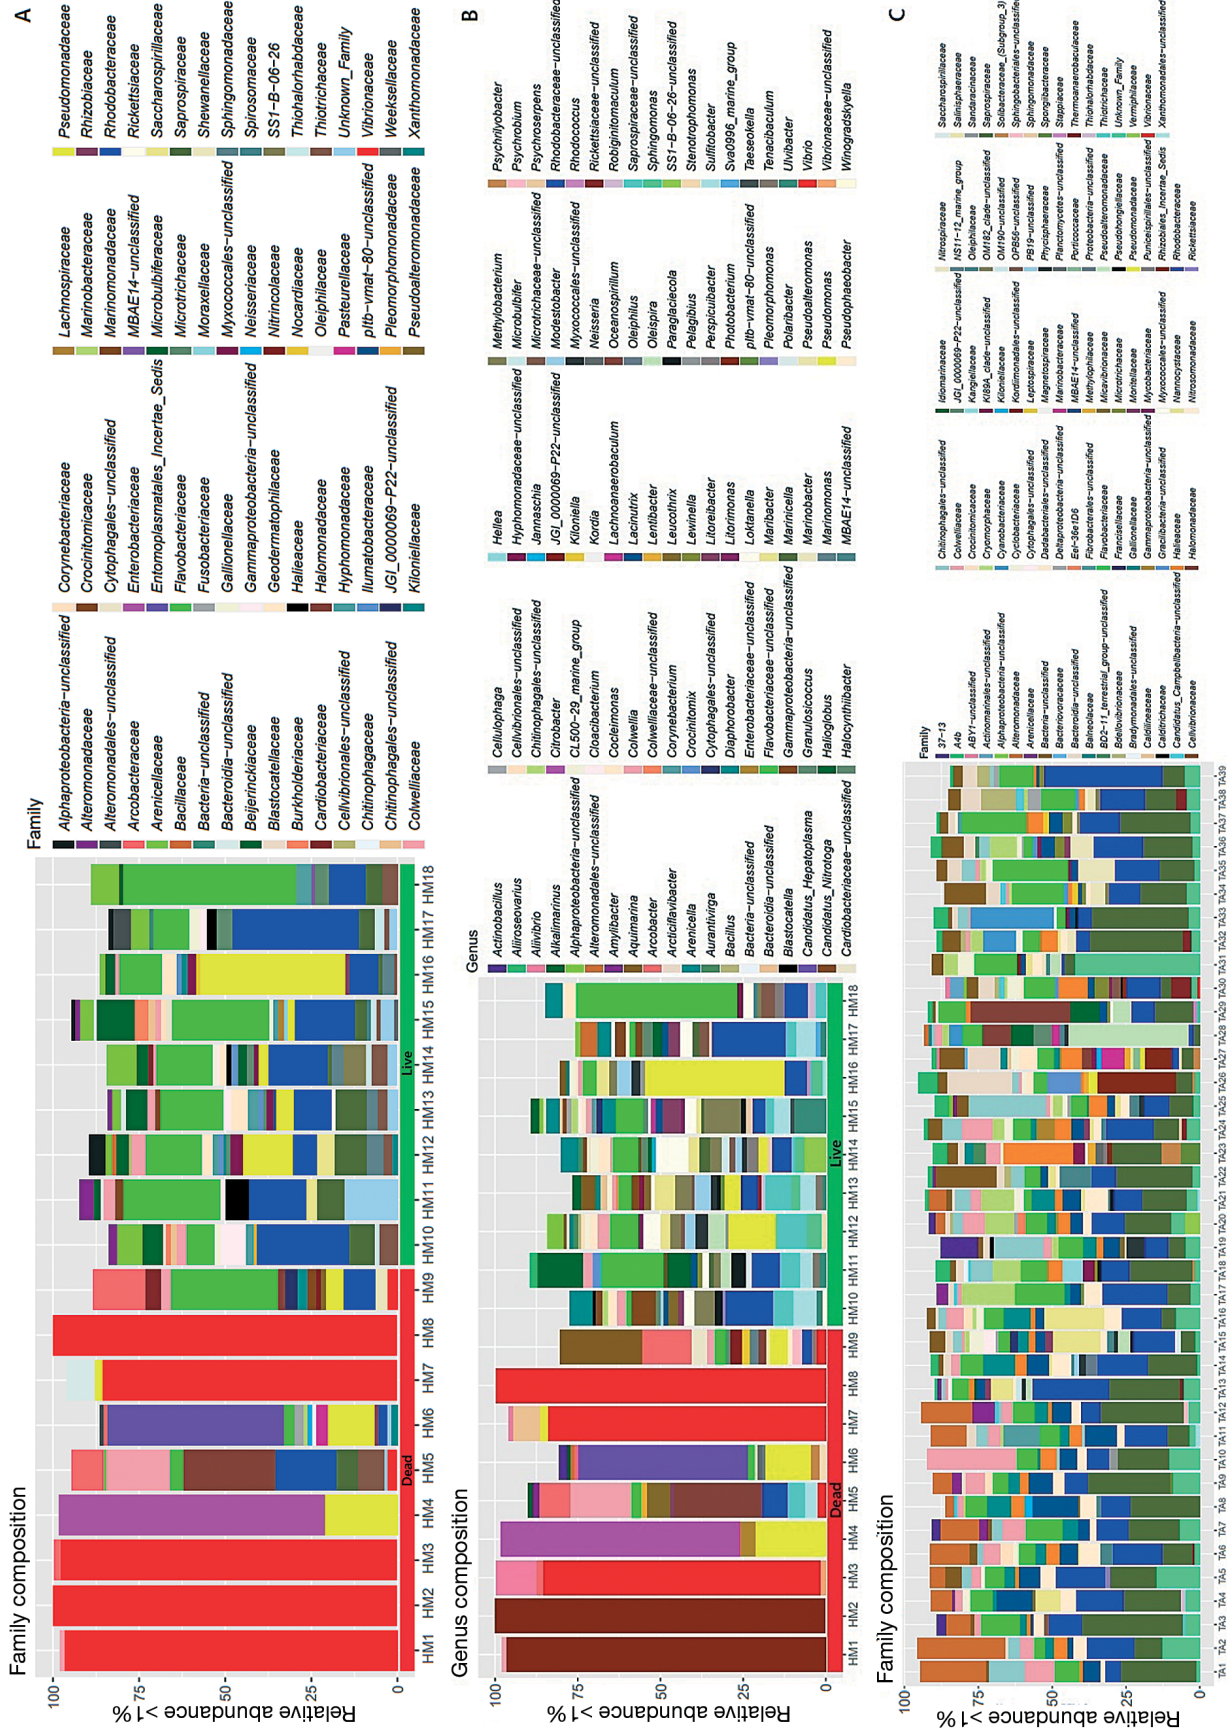 A
Family composition
Relative abundance >1%
100
75
50
25
0
HM1
HM2
HM3
HM4
HM5
HM6
HM7
HM8
HM9
HM10
HM11
HM12
HM13
HM14
HM15
HM16
HM17
HM18
Dead
Live
Family
Alphaproteobacteria−unclassified
Alteromonadaceae
Alteromonadales−unclassified
Arcobacteraceae
Arenicellaceae
Bacillaceae
Bacteria−unclassified
Bacteroidia−unclassified
Beijerinckiaceae
Blastocatellaceae
Burkholderiaceae
Cardiobacteriaceae
Cellvibrionales−unclassified
Chitinophagaceae
Chitinophagales−unclassified
Colwelliaceae
Corynebacteriaceae
Crocinitomicaceae
Cytophagales−unclassified
Enterobacteriaceae
Entomoplasmatales_Incertae_Sedis
Flavobacteriaceae
Fusobacteriaceae
Gallionellaceae
Gammaproteobacteria−unclassified
Geodermatophilaceae
Halieaceae
Halomonadaceae
Hyphomonadaceae
Ilumatobacteraceae
JGI_0000069−P22−unclassified
Kiloniellaceae
Lachnospiraceae
Marinobacteraceae
Marinomonadaceae
MBAE14−unclassified
Microbulbiferaceae
Microtrichaceae
Moraxellaceae
Myxococcales−unclassified
Neisseriaceae
Nitrincolaceae
Nocardiaceae
Oleiphilaceae
Pasteurellaceae
pItb−vmat−80−unclassified
Pleomorphomonadaceae
Pseudoalteromonadaceae
Pseudomonadaceae
Rhizobiaceae
Rhodobacteraceae
Rickettsiaceae
Saccharospirillaceae
Saprospiraceae
Shewanellaceae
Sphingomonadaceae
Spirosomaceae
SS1−B−06−26
Thiohalorhabdaceae
Thiotrichaceae
Unknown_Family
Vibrionaceae
Weeksellaceae
Xanthomonadaceae
B
Genus composition
Relative abundance >1%
100
75
50
25
0
HM1
HM2
HM3
HM4
HM5
HM6
HM7
HM8
HM9
HM10
HM11
HM12
HM13
HM14
HM15
HM16
HM17
HM18
Dead
Live
Genus
Actinobacillus
Aliiroseovarius
Aliivibrio
Alkalimarinus
Alphaproteobacteria−unclassified
Alteromonadales−unclassified
Amylibacter
Aquimarina
Arcobacter
Arcticiflavibacter
Arenicella
Aurantivirga
Bacillus
Bacteria−unclassified
Bacteroidia−unclassified
Blastocatella
Candidatus_Hepatoplasma
Candidatus_Nitrotoga
Cardiobacteriaceae−unclassified
Cellulophaga
Cellvibrionales−unclassified
Chitinophagales−unclassified
Citrobacter
CL500−29_marine_group
Cloacibacterium
Cocleimonas
Colwellia
Colwelliaceae−unclassified
Corynebacterium
Crocinitomix
Cytophagales−unclassified
Diaphorobacter
Enterobacteriaceae−unclassified
Flavobacteriaceae−unclassified
Gammaproteobacteria−unclassified
Granulosicoccus
Halioglobus
Halocynthiibacter
Hellea
Hyphomonadaceae−unclassified
Jannaschia
JGI_0000069−P22−unclassified
Kiloniella
Kordia
Lachnoanaerobaculum
Lacinutrix
Lentibacter
Leucothrix
Lewinella
Litoreibacter
Litorimonas
Loktanella
Maribacter
Marinicella
Marinobacter
Marinomonas
MBAE14−unclassified
Methylobacterium
Microbulbifer
Microtrichaceae−unclassified
Modestobacter
Myxococcales−unclassified
Neisseria
Oceanospirillum
Oleiphilus
Oleispira
Paraglaciecola
Pelagibius
Perspicuibacter
Photobacterium
pItb−vmat−80−unclassified
Pleomorphomonas
Polaribacter
Pseudoalteromonas
Pseudomonas
Pseudophaeobacter
Psychrilyobacter
Psychrobium
Psychroserpens
Rhodobacteraceae−unclassified
Rhodococcus
Rickettsiaceae−unclassified
Robiginitomaculum
Saprospiraceae−unclassified
Sphingomonas
SS1−B−06−26−unclassified
Stenotrophomonas
Sulfitobacter
Sva0996_marine_group
Taeseokella
Tenacibaculum
Ulvibacter
Vibrio
Vibrionaceae−unclassified
Winogradskyella
C
Family composition
Relative abundance >1%
100
75
50
25
0
TA1
TA2
TA3
TA4
TA5
TA6
TA7
TA8
TA9
TA10
TA11
TA12
TA13
TA14
TA15
TA16
TA17
TA18
TA19
TA20
TA21
TA22
TA23
TA24
TA25
TA26
TA27
TA28
TA29
TA30
TA31
TA32
TA33
TA34
TA35
TA36
TA37
TA38
TA39
Family
37−13
A4b
ABY1−unclassified
Actinomarinales−unclassified
Alphaproteobacteria−unclassified
Alteromonadaceae
Arenicellaceae
Bacteria−unclassified
Bacteriovoracaceae
Bacteroidia−unclassified
Balneolaceae
BD2−11_terrestrial_group−unclassified
Bdellovibrionaceae
Bradymonadales−unclassified
Caldilineaceae
Calditrichaceae
Candidatus_Campbellbacteria−unclassified
Cellvibrionaceae
Chitinophagales−unclassified
Colwelliaceae
Crocinitomicaceae
Cryomorphaceae
Cyanobacteriaceae
Cyclobacteriaceae
Cytophagales−unclassified
Dadabacteriales−unclassified
Deltaproteobacteria−unclassified
Eel−36e1D6
Fibrobacterales−unclassified
Flavobacteriaceae
Francisellaceae
Gallionellaceae
Gammaproteobacteria−unclassified
Gracilibacteria−unclassified
Halieaceae
Halomonadaceae
Idiomarinaceae
JGI_0000069−P22−unclassified
Kangiellaceae
KI89A_clade−unclassified
Kiloniellaceae
Kordiimonadales−unclassified
Leptospiraceae
Magnetospiraceae
Marinobacteraceae
MBAE14−unclassified
Methylophilaceae
Micavibrionaceae
Microtrichaceae
Moritellaceae
Mycobacteriaceae
Myxococcales−unclassified
Nannocystaceae
Nitrosomonadaceae
Nitrospiraceae
NS11−12_marine_group
Oleiphilaceae
OM182_clade−unclassified
OM190−unclassified
OPB56−unclassified
PB19−unclassified
Phycisphaeraceae
Planctomycetes−unclassified
Porticoccaceae
Proteobacteria−unclassified
Pseudoalteromonadaceae
Pseudohongiellaceae
Pseudomonadaceae
Puniceispirillales−unclassified
Rhizobiales_Incertae_Sedis
Rhodobacteraceae
Rickettsiaceae
Saccharospirillaceae
Salinisphaeraceae
Sandaracinaceae
Saprospiraceae
Solibacteraceae_(Subgroup_3)
Sphingobacteriales−unclassified
Sphingomonadaceae
Spongiibacteraceae
Stappiaceae
Thermoanaerobaculaceae
Thiohalorhabdaceae
Thiotrichaceae
Unknown_Family
Vermiphilaceae
Vibrionaceae
Xanthomonadales−unclassified